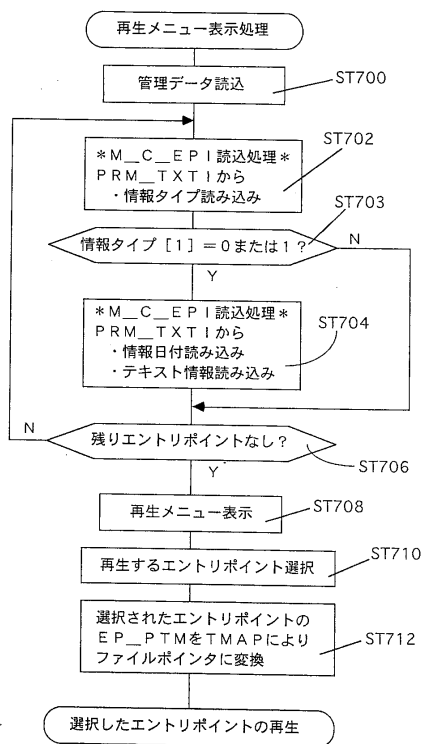 再生メニュー表示処理
管理データ読込
ST700
*M__C__EPI読込処理*
PRM__TXTIから
・情報タイプ読み込み
ST702
情報タイプ[1]=0または1?
ST703
N
Y
*M__C__EPI読込処理*
PRM__TXTIから
・情報日付読み込み
・テキスト情報読み込み
ST704
残りエントリポイントなし?
N
ST706
Y
再生メニュー表示
ST708
再生するエントリポイント選択
ST710
選択されたエントリポイントの
EP__PTMをTMAPにより
ファイルポインタに変換
ST712
選択したエントリポイントの再生